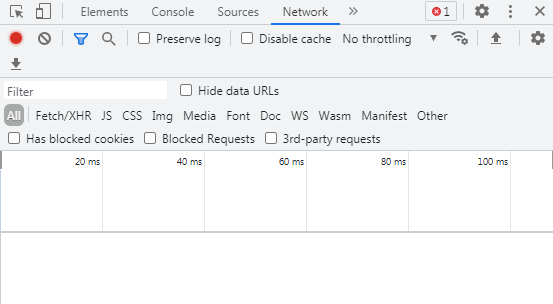 Elements Console Sources Network » 1
Preserve log Disable cache No throttling
Filter Hide data URLs
All Fetch/XHR JS CSS Img Media Font Doc WS Wasm Manifest Other
Has blocked cookies Blocked Requests 3rd-party requests
20 ms 40 ms 60 ms 80 ms 100 ms